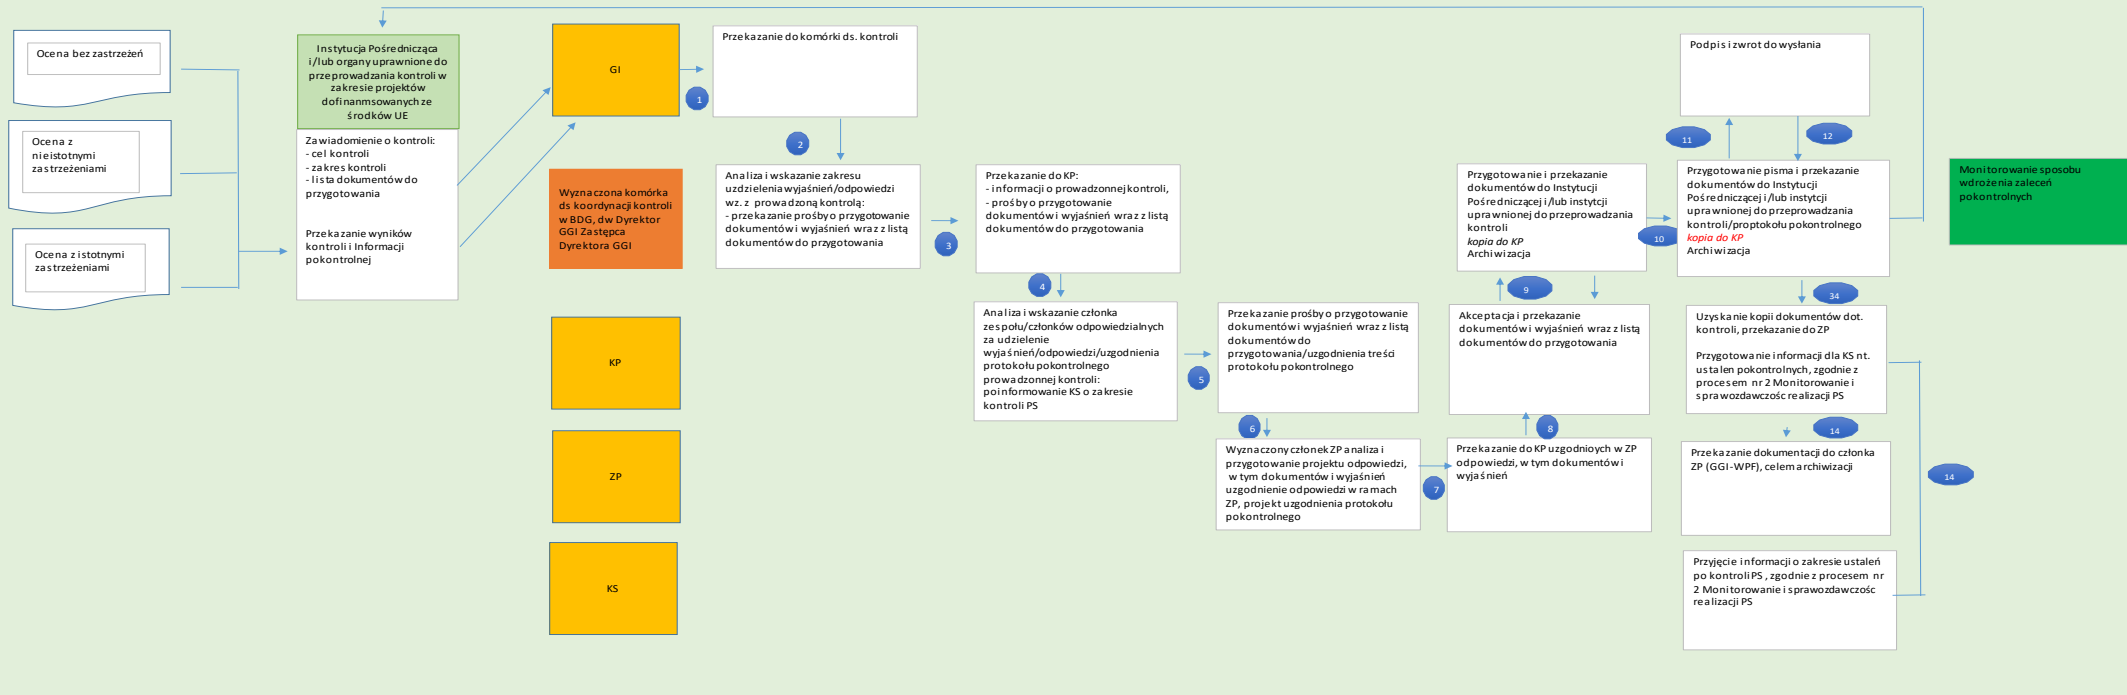 Ocena bez zastrzeżeń
Ocena z
nieistotnymi
zastrzeżeniami
Ocena z istotnymi
zastrzeżeniami
Instytucja Pośrednicząca
i/lub organy uprawnione do
przeprowadzania kontroli w
zakresie projektów
dofinanmsowanych ze
środków UE
Zawiadomienie o kontroli:
- cel kontroli
- zakres kontroli
- lista dokumentów do
przygotowania
Przekazanie wyników
kontroli i Informacji
pokontrolnej
GI
Wyznaczona komórka
ds koordynacji kontroli
w BDG, dw Dyrektor
GGI Zastępca
Dyrektora GGI
KP
ZP
KS
1
Przekazanie do komórki ds. kontroli
2
Analiza i wskazanie zakresu
uzdzielenia wyjaśnień/odpowiedzi
wz. z prowadzoną kontrolą:
- przekazanie prośby o przygotowanie
dokumentów i wyjaśnień wraz z listą
dokumentów do przygotowania
3
Przekazanie do KP:
- informacji o prowadzonnej kontroli,
- prośby o przygotowanie
dokumentów i wyjaśnień wraz z listą
dokumentów do przygotowania
4
Analiza i wskazanie członka
zespołu/członków odpowiedzialnych
za udzielenie
wyjaśnień/odpowiedzi/uzgodnienia
protokołu pokontrolnego
prowadzonnej kontroli:
poinformowanie KS o zakresie
kontroli PS
5
Przekazanie prośby o przygotowanie
dokumentów i wyjaśnień wraz z listą
dokumentów do
przygotowania/uzgodnienia treści
protokołu pokontrolnego
6
Wyznaczony członek ZP analiza i
przygotowanie projektu odpowiedzi,
w tym dokumentów i wyjaśnień
uzgodnienie odpowiedzi w ramach
ZP, projekt uzgodnienia protokołu
pokontrolnego
7
Przekazanie do KP uzgodnioych w ZP
odpowiedzi, w tym dokumentów i
wyjaśnień
8
Akceptacja i przekazanie
dokumentów i wyjaśnień wraz z listą
dokumentów do przygotowania
9
Przygotowanie i przekazanie
dokumentów do Instytucji
Pośredniczącej i/lub instytcji
uprawnionej do przeprowadzania
kontroli
kopia do KP
Archiwizacja
10
Przygotowanie pisma i przekazanie
dokumentów do Instytucji
Pośredniczącej i/lub instytcji
uprawnionej do przeprowadzania
kontroli/proptokołu pokontrolnego
kopia do KP
Archiwizacja
11
Podpis i zwrot do wysłania
12
34
Uzyskanie kopii dokumentów dot.
kontroli, przekazanie do ZP
Przygotowanie informacji dla KS nt.
ustalen pokontrolnych, zgodnie z
procesem nr 2 Monitorowanie i
sprawozdawczośc realizacji PS
14
Przekazanie dokumentacji do członka
ZP (GGI-WPF), celem archiwizacji
Przyjęcie informacji o zakresie ustaleń
po kontroli PS , zgodnie z procesem nr
2 Monitorowanie i sprawozdawczośc
realizacji PS
14
Monitorowanie sposobu
wdrożenia zaleceń
pokontrolnych